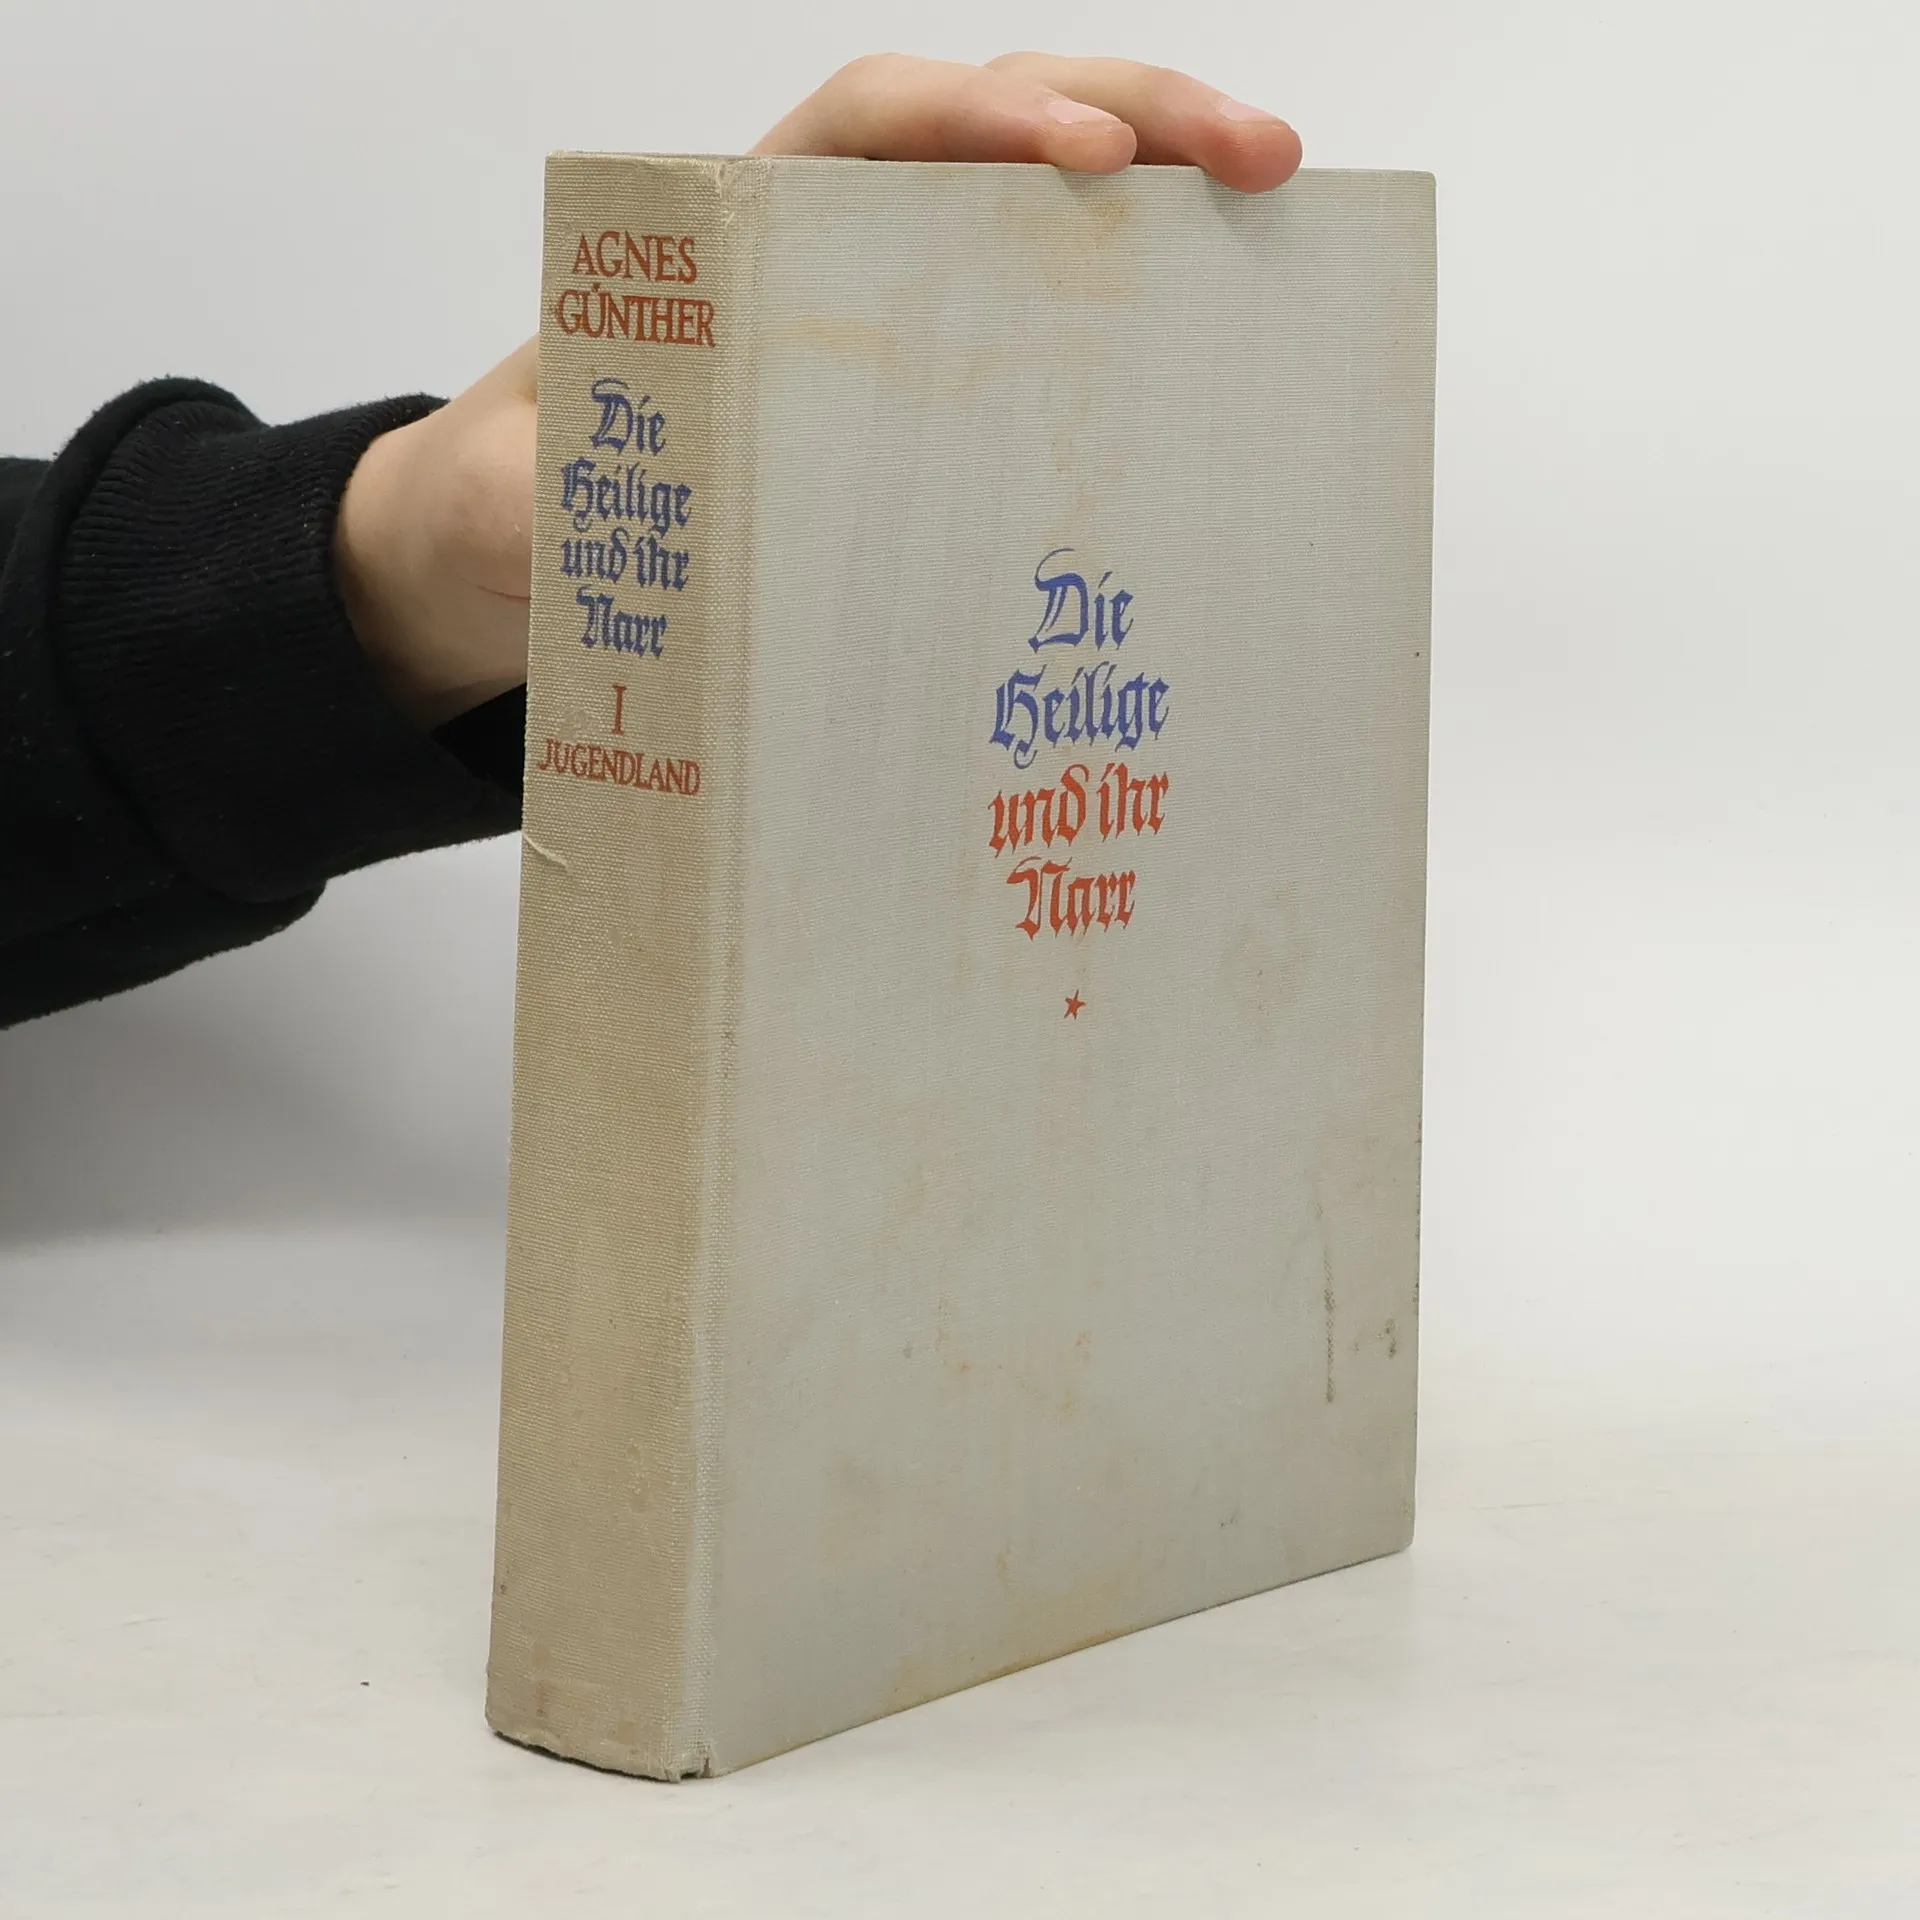 AGNES
GÜNTHER
Die
Heilige
und ihr
Narr
I
JUGENDLAND
Die
Heilige
und ihr
Narr